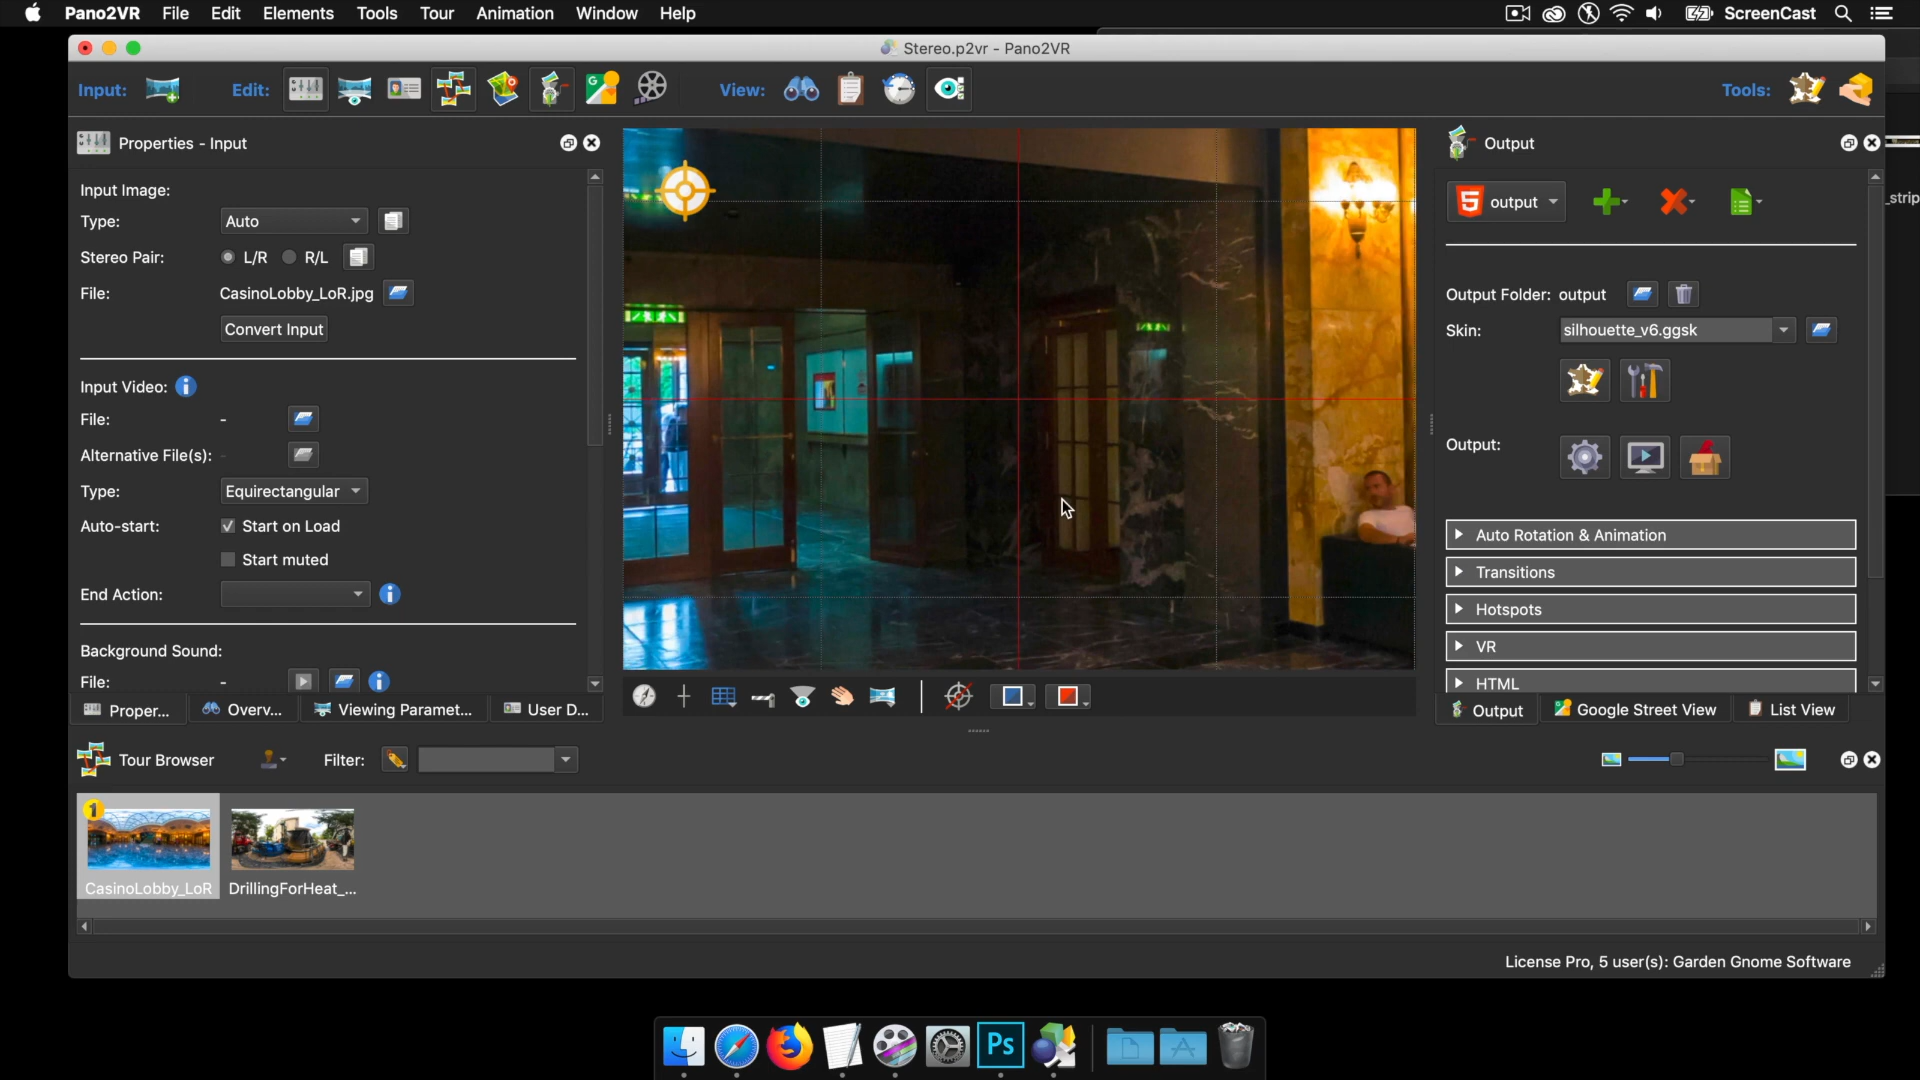 Pano2VR File Edit Elements Tools Tour Animation Window Help ScreenCast
Stereo.p2vr - Pano2VR
Input: Edit: View: Tools:
Properties - Input
Input Image:
Type: Auto
Stereo Pair: L/R R/L
File: CasinoLobby_LoR.jpg
Convert Input
Input Video:
File: -
Alternative File(s): -
Type: Equirectangular
Auto-start: Start on Load
Start muted
End Action:
Background Sound:
File: -
Proper... Overv... Viewing Paramet... User D...
Output
5 output
_strip
Output Folder: output
Skin: silhouette_v6.ggsk
Output:
Auto Rotation & Animation
Transitions
Hotspots
VR
HTML
Output Google Street View List View
Tour Browser Filter:
1
CasinoLobby_LoR DrillingForHeat_...
License Pro, 5 user(s): Garden Gnome Software
Ps